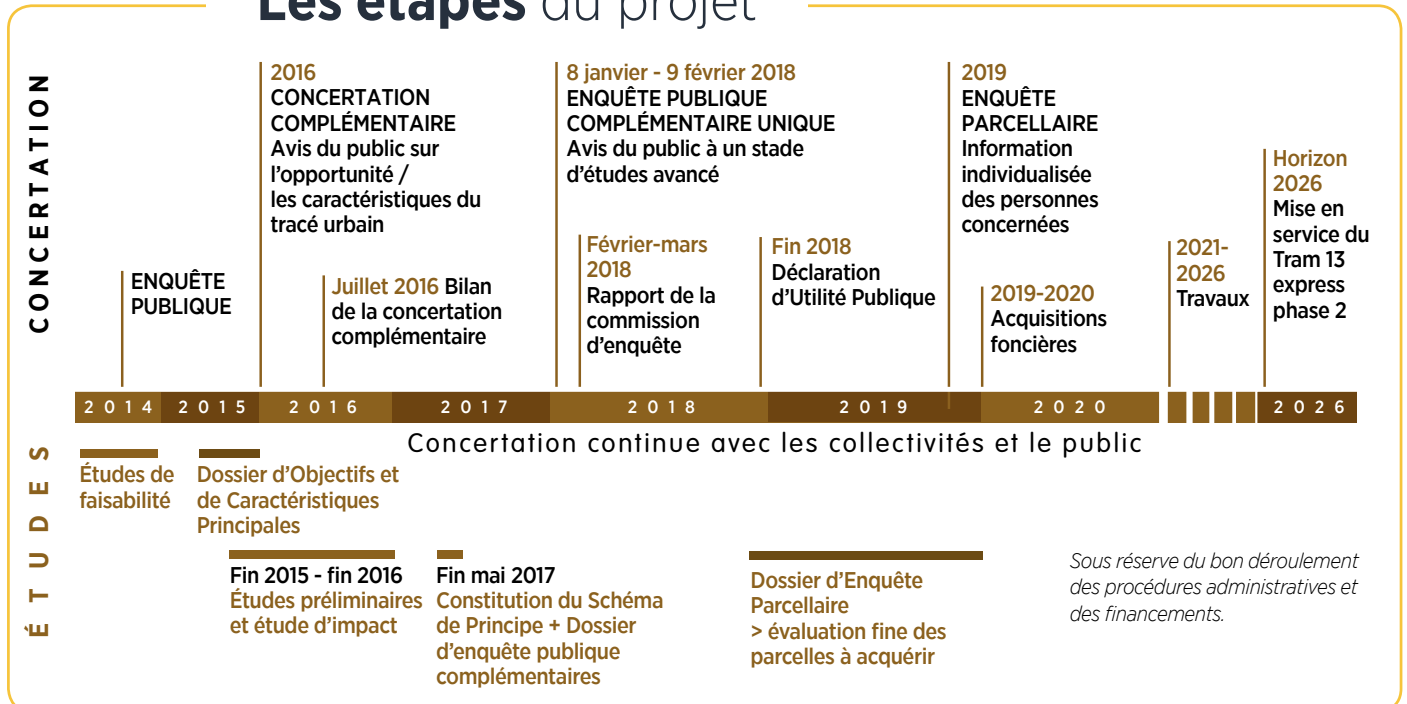 Les étapes du projet
CONCERTATION
2016
CONCERTATION
COMPLÉMENTAIRE
Avis du public sur
l'opportunité /
les caractéristiques du
tracé urbain
8 janvier - 9 février 2018
ENQUÊTE PUBLIQUE
COMPLÉMENTAIRE UNIQUE
Avis du public à un stade
d'études avancé
2019
ENQUÊTE
PARCELLAIRE
Information
individualisée
des personnes
concernées
Horizon
2026
Mise en
service du
Tram 13
express
phase 2
ENQUÊTE
PUBLIQUE
Juillet 2016 Bilan
de la concertation
complémentaire
Février-mars
2018
Rapport de la
commission
d'enquête
Fin 2018
Déclaration
d'Utilité Publique
2019-2020
Acquisitions
foncières
2021-
2026
Travaux
2014 2015 2016 2017 2018 2019 2020 2026
Concertation continue avec les collectivités et le public
ÉTUDES
Études de
faisabilité
Dossier d'Objectifs et
de Caractéristiques
Principales
Fin 2015 - fin 2016
Études préliminaires
et étude d'impact
Fin mai 2017
Constitution du Schéma
de Principe + Dossier
d'enquête publique
complémentaires
Dossier d'Enquête
Parcellaire
> évaluation fine des
parcelles à acquérir
Sous réserve du bon déroulement
des procédures administratives et
des financements.